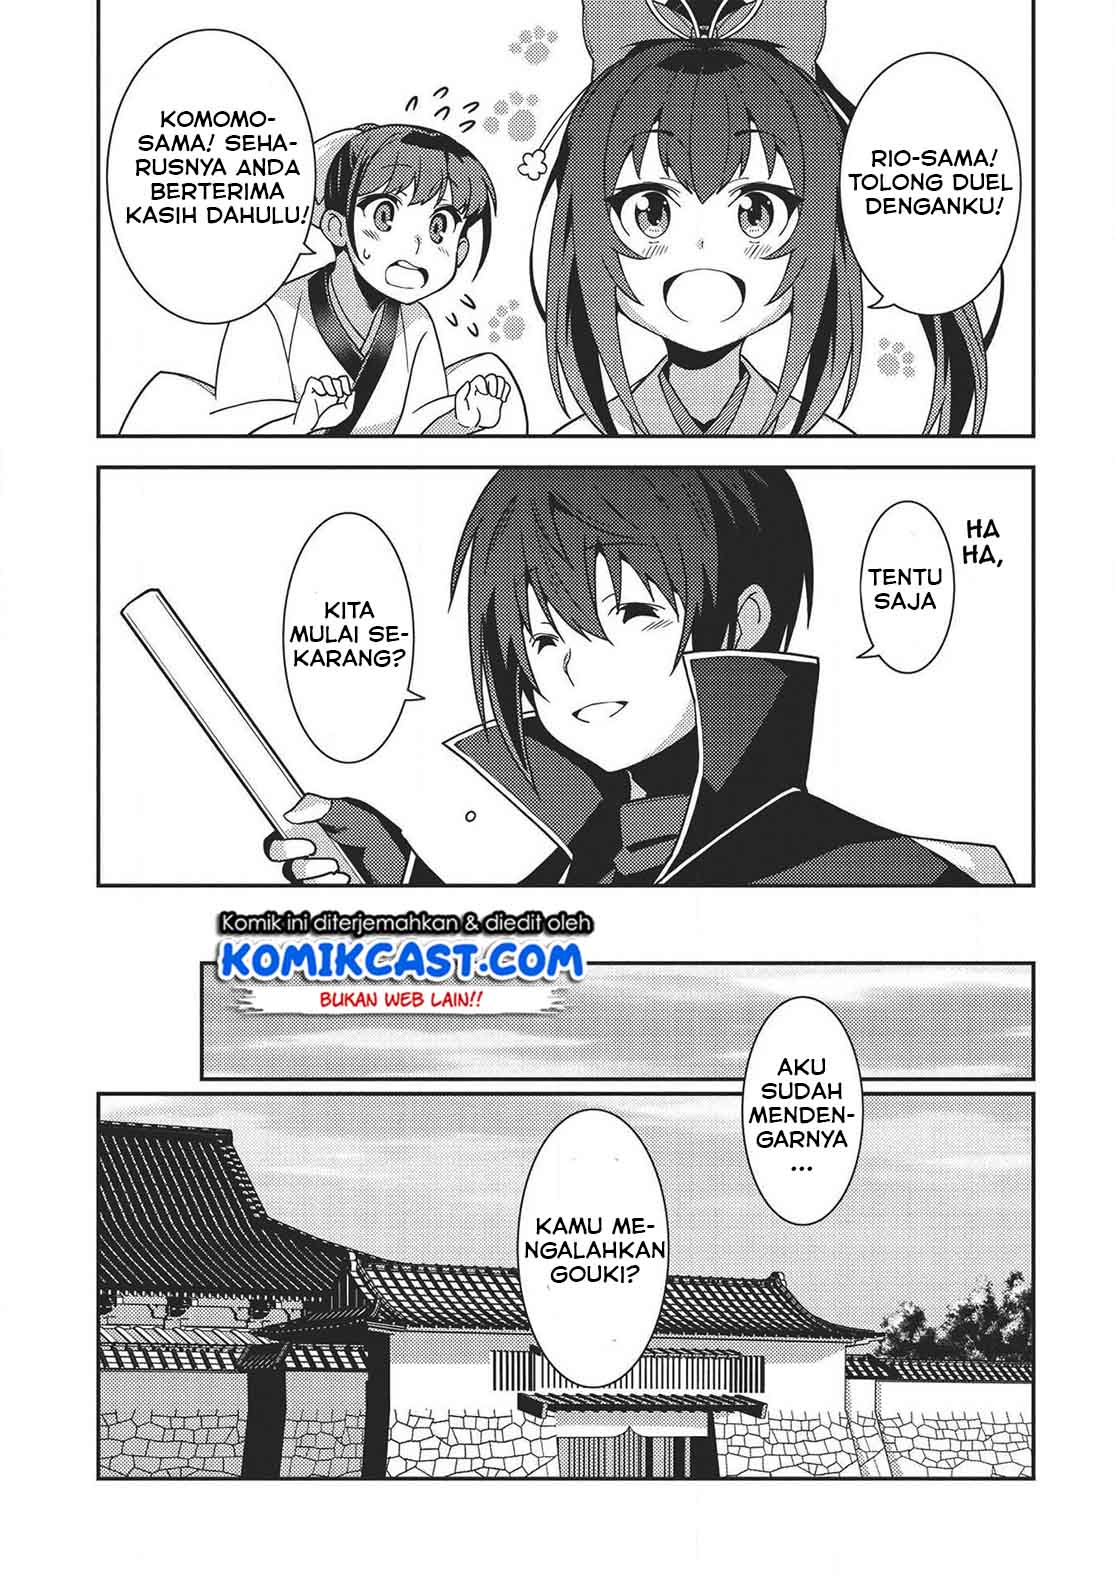 RIO-SAMA!
TOLONG DUEL
DENGANKU!
KOMOMO-
SAMA! SEHA-
RUSNYA ANDA
BERTERIMA
KASIH DAHULU!
HA
HA,
TENTU
SAJA
KITA
MULAI SE-
KARANG?
Komik ini diterjemahkan & diedit oleh
KOMIKCAST.COM
BUKAN WEB LAIN!!
AKU
SUDAH
MENDEN-
GARNYA
...
KAMU ME-
NGALAHKAN
GOUKI?